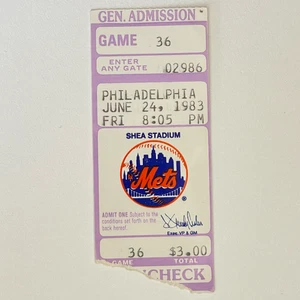 GEN. ADMISSION
GAME 36
ENTER
ANY GATE 02986
PHILADELPHIA
JUNE 24, 1983
FRI 8:05 PM
SHEA STADIUM
Mets
ADMIT ONE Subject to the
conditions set forth on the
back hereof.
Exec. VP & GM
36 $3.00
GAME TOTAL
CHECK